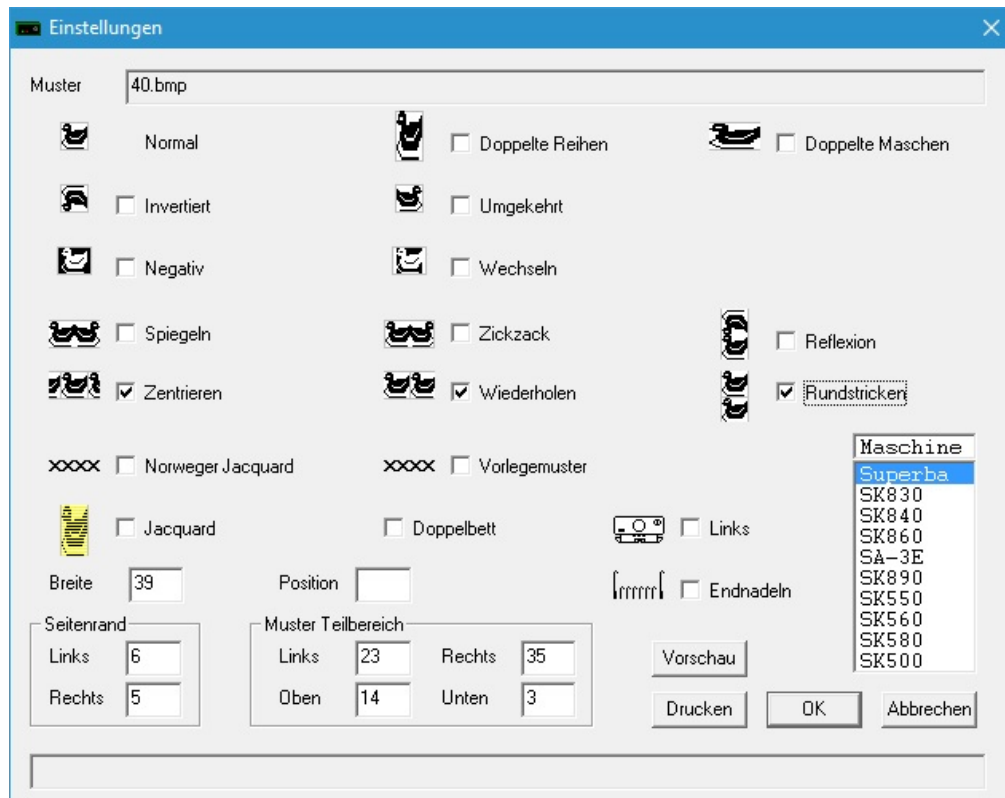 Einstellungen
Muster 40.bmp
Normal Doppelte Reihen Doppelte Maschen
Invertiert Umgekehrt
Negativ Wechseln
Spiegeln Zickzack Reflexion
Zentrieren Wiederholen Rundstricken
XXXX Norweger Jacquard XXXX Vorlegemuster
Jacquard Doppelbett Links
Breite 39 Position Endnadeln
Seitenrand
Links 6
Rechts 5
Muster Teilbereich
Links 23 Rechts 35
Oben 14 Unten 3
Maschine
Superba
SK830
SK840
SK860
SA-3E
SK890
SK550
SK560
SK580
SK500
Vorschau
Drucken OK Abbrechen